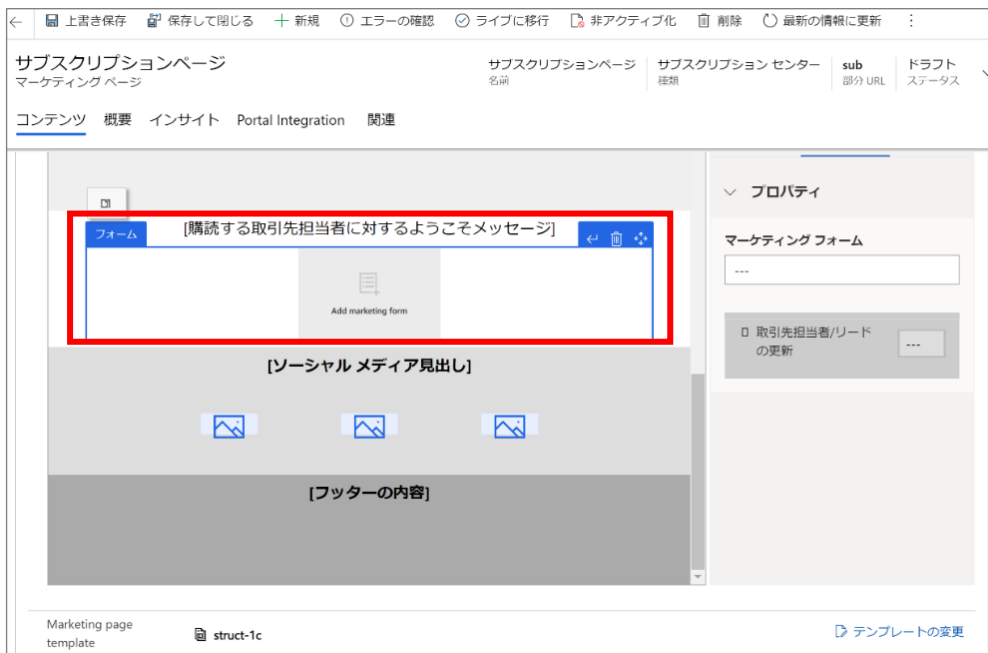 上書き保存 保存して閉じる 新規 エラーの確認 ライブに移行 非アクティブ化 削除 最新の情報に更新
サブスクリプションページ
マーケティング ページ
サブスクリプションページ
名前
サブスクリプション センター
種類
sub
部分 URL
ドラフト
ステータス
コンテンツ 概要 インサイト Portal Integration 関連
フォーム
[購読する取引先担当者に対するようこそメッセージ]
Add marketing form
[ソーシャル メディア見出し]
[フッターの内容]
プロパティ
マーケティング フォーム
---
取引先担当者/リード
の更新
---
Marketing page
template
struct-1c
テンプレートの変更